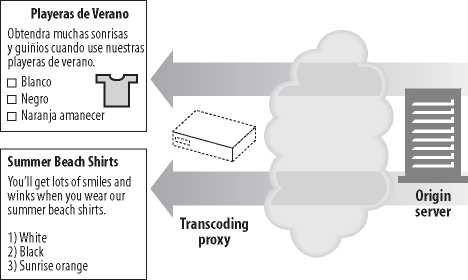 Playeras de Verano
Obtendra muchas sonrisas
y guiñios cuando use nuestras
playeras de verano.
Blanco
Negro
Naranja amanecer
Summer Beach Shirts
You'll get lots of smiles and
winks when you wear our
summer beach shirts.
1) White
2) Black
3) Sunrise orange
Transcoding
proxy
Origin
server